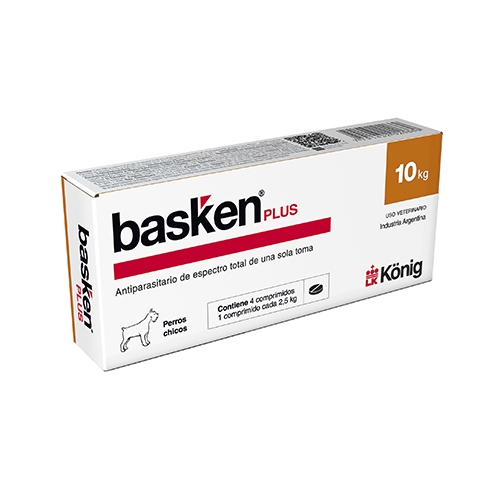 basken® PLUS
Antiparasitario de espectro total de una sola toma
Perros
chicos
Contiene 4 comprimidos
1 comprimido cada 2,5 kg
10 kg
USO VETERINARIO
Industria Argentina
LK König
basken
PLUS